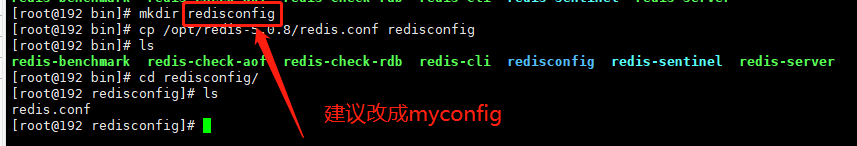 [root@192 bin]# mkdir redisconfig
[root@192 bin]# cp /opt/redis-5.0.8/redis.conf redisconfig
[root@192 bin]# ls
redis-benchmark redis-check-aof redis-check-rdb redis-cli redisconfig redis-sentinel redis-server
[root@192 bin]# cd redisconfig/
[root@192 redisconfig]# ls
redis.conf
建议改成myconfig
[root@192 redisconfig]#